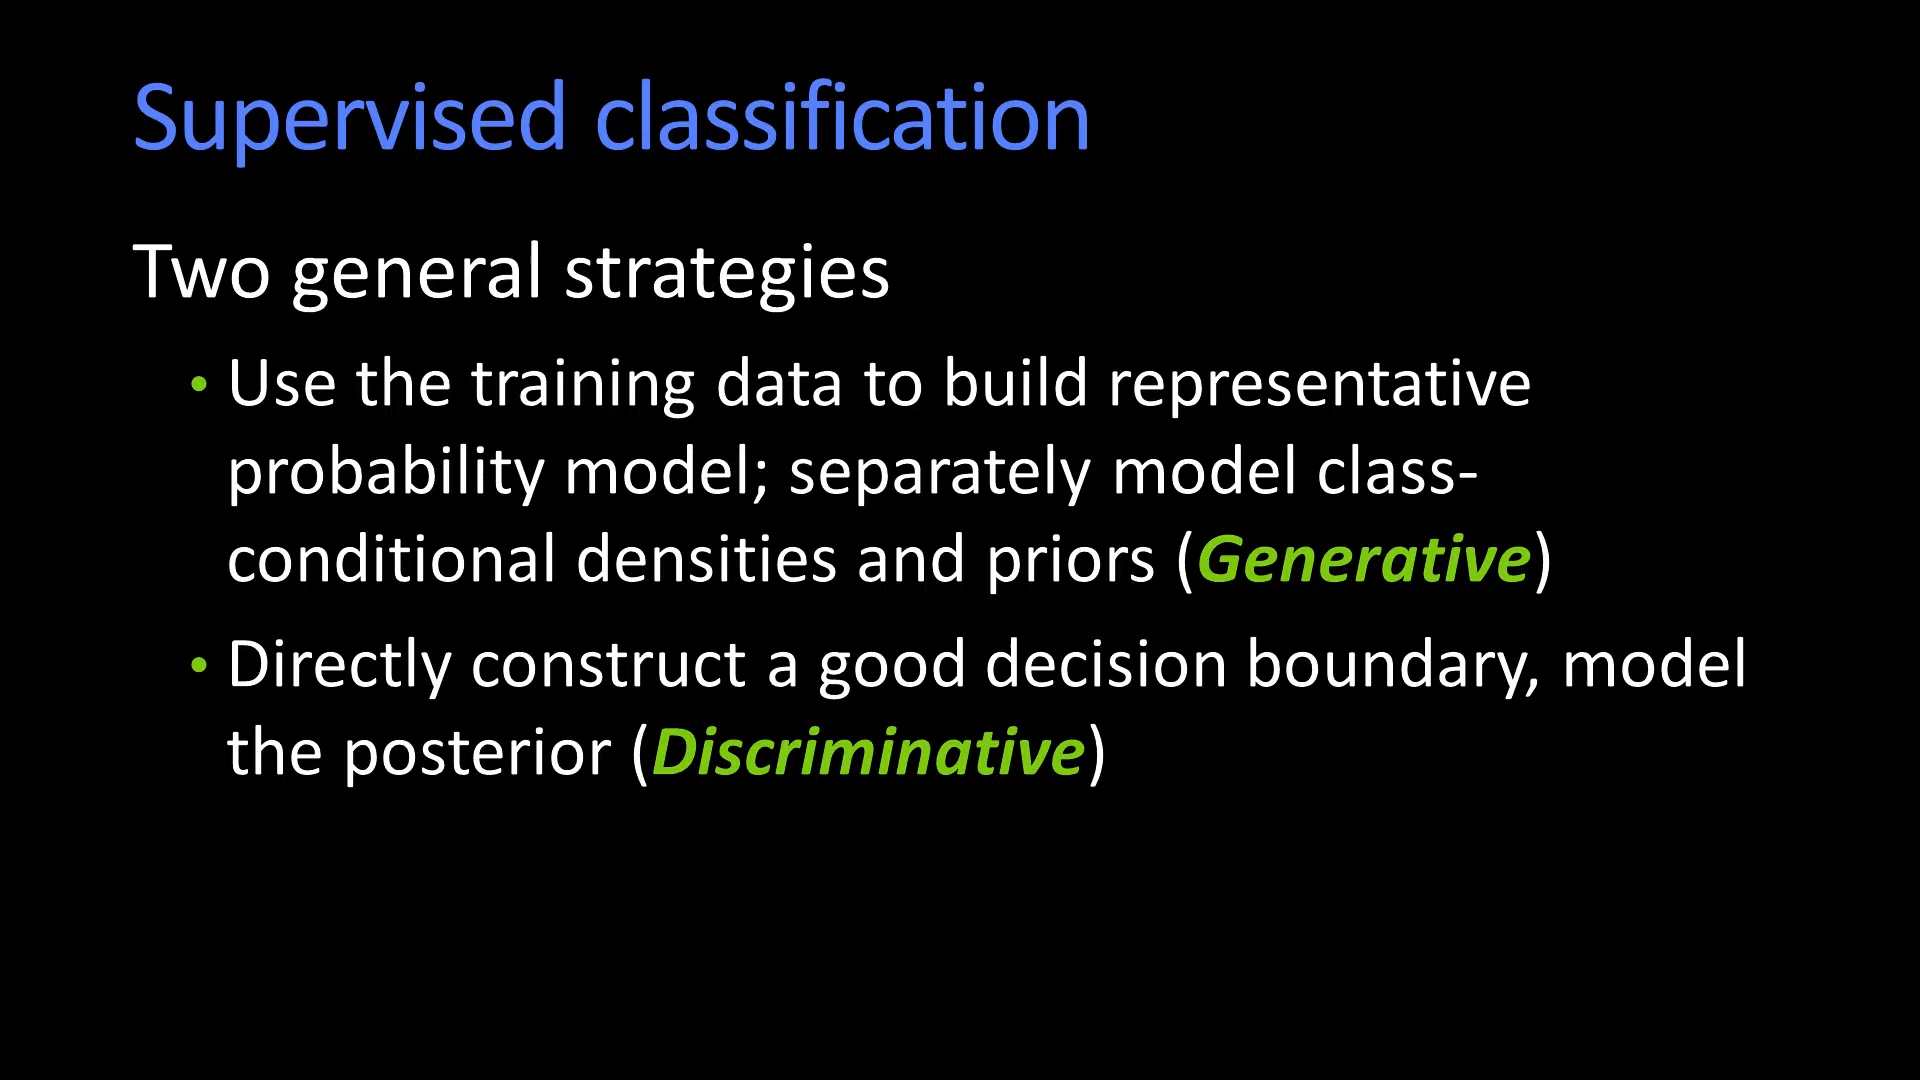 Supervised classification
Two general strategies
• Use the training data to build representative
probability model; separately model class-
conditional densities and priors (Generative)
• Directly construct a good decision boundary, model
the posterior (Discriminative)